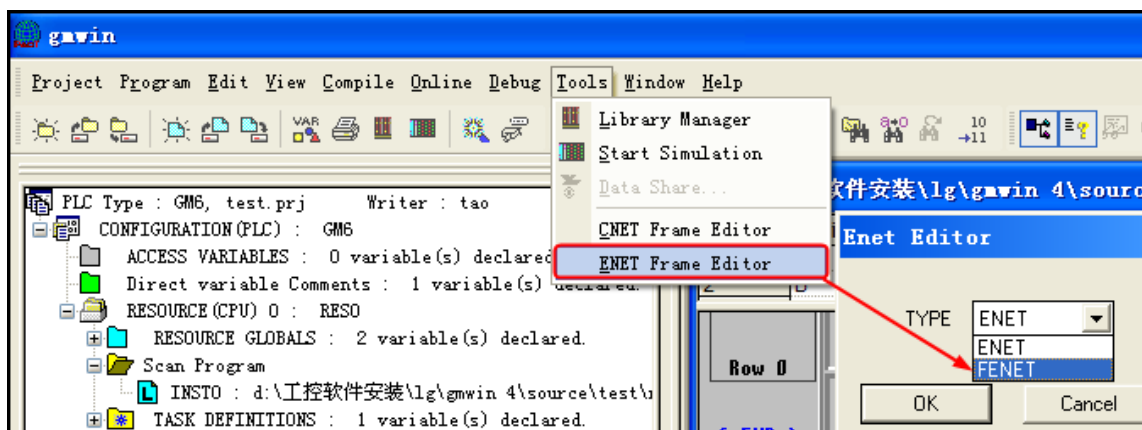 gmwin
Project Program Edit View Compile Online Debug Tools Window Help
VAR
10
11
Library Manager
Start Simulation
Data Share...
CNET Frame Editor
ENET Frame Editor
PLC Type : GM6, test.prj Writer : tao
CONFIGURATION(PLC) : GM6
ACCESS VARIABLES : 0 variable(s) declared
Direct variable Comments : 1 variable(s) declared.
RESOURCE(CPU) 0 : RES0
RESOURCE GLOBALS : 2 variable(s) declared.
Scan Program
L INST0 : d:\工控软件安装\lg\gmwin 4\source\test\
TASK DEFINITIONS : 1 variable(s) declared.
软件安装\lg\gmwin 4\sourc
Enet Editor
TYPE ENET
ENET
FENET
OK Cancel
Row 0